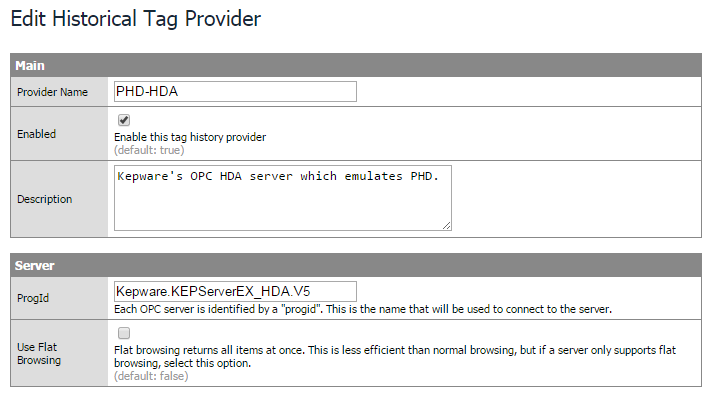 Edit Historical Tag Provider
Main
Provider Name
PHD-HDA
Enabled
Enable this tag history provider
(default: true)
Description
Kepware's OPC HDA server which emulates PHD.
Server
ProgId
Kepware.KEPServerEX_HDA.V5
Each OPC server is identified by a "progid". This is the name that will be used to connect to the server.
Use Flat
Browsing
Flat browsing returns all items at once. This is less efficient than normal browsing, but if a server only supports flat
browsing, select this option.
(default: false)